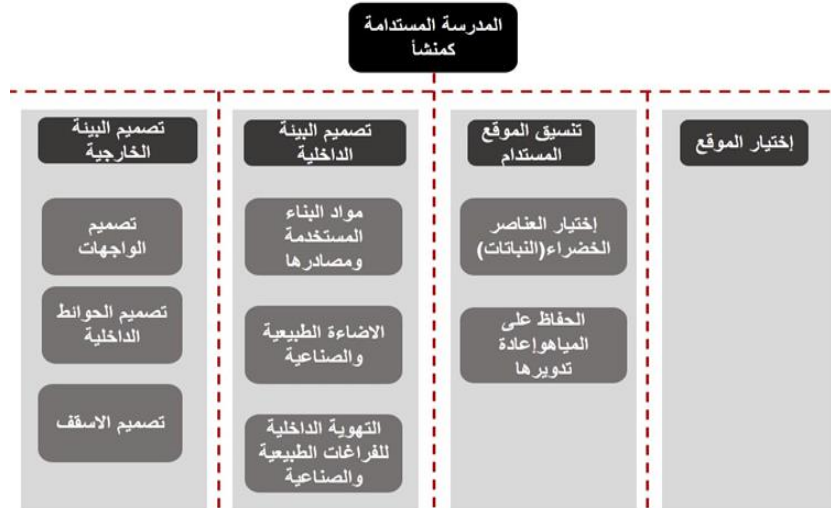 المدرسة المستدامة
كمنشأ
إختيار الموقع
تنسيق الموقع
المستدام
إختيار العناصر
الخضراء(النباتات)
الحفاظ على
المياهوإعادة
تدويرها
تصميم البيئة
الداخلية
مواد البناء
المستخدمة
ومصادرها
الاضاءة الطبيعية
والصناعية
التهوية الداخلية
للفراغات الطبيعية
والصناعية
تصميم البيئة
الخارجية
تصميم
الواجهات
تصميم الحوائط
الداخلية
تصميم الاسقف